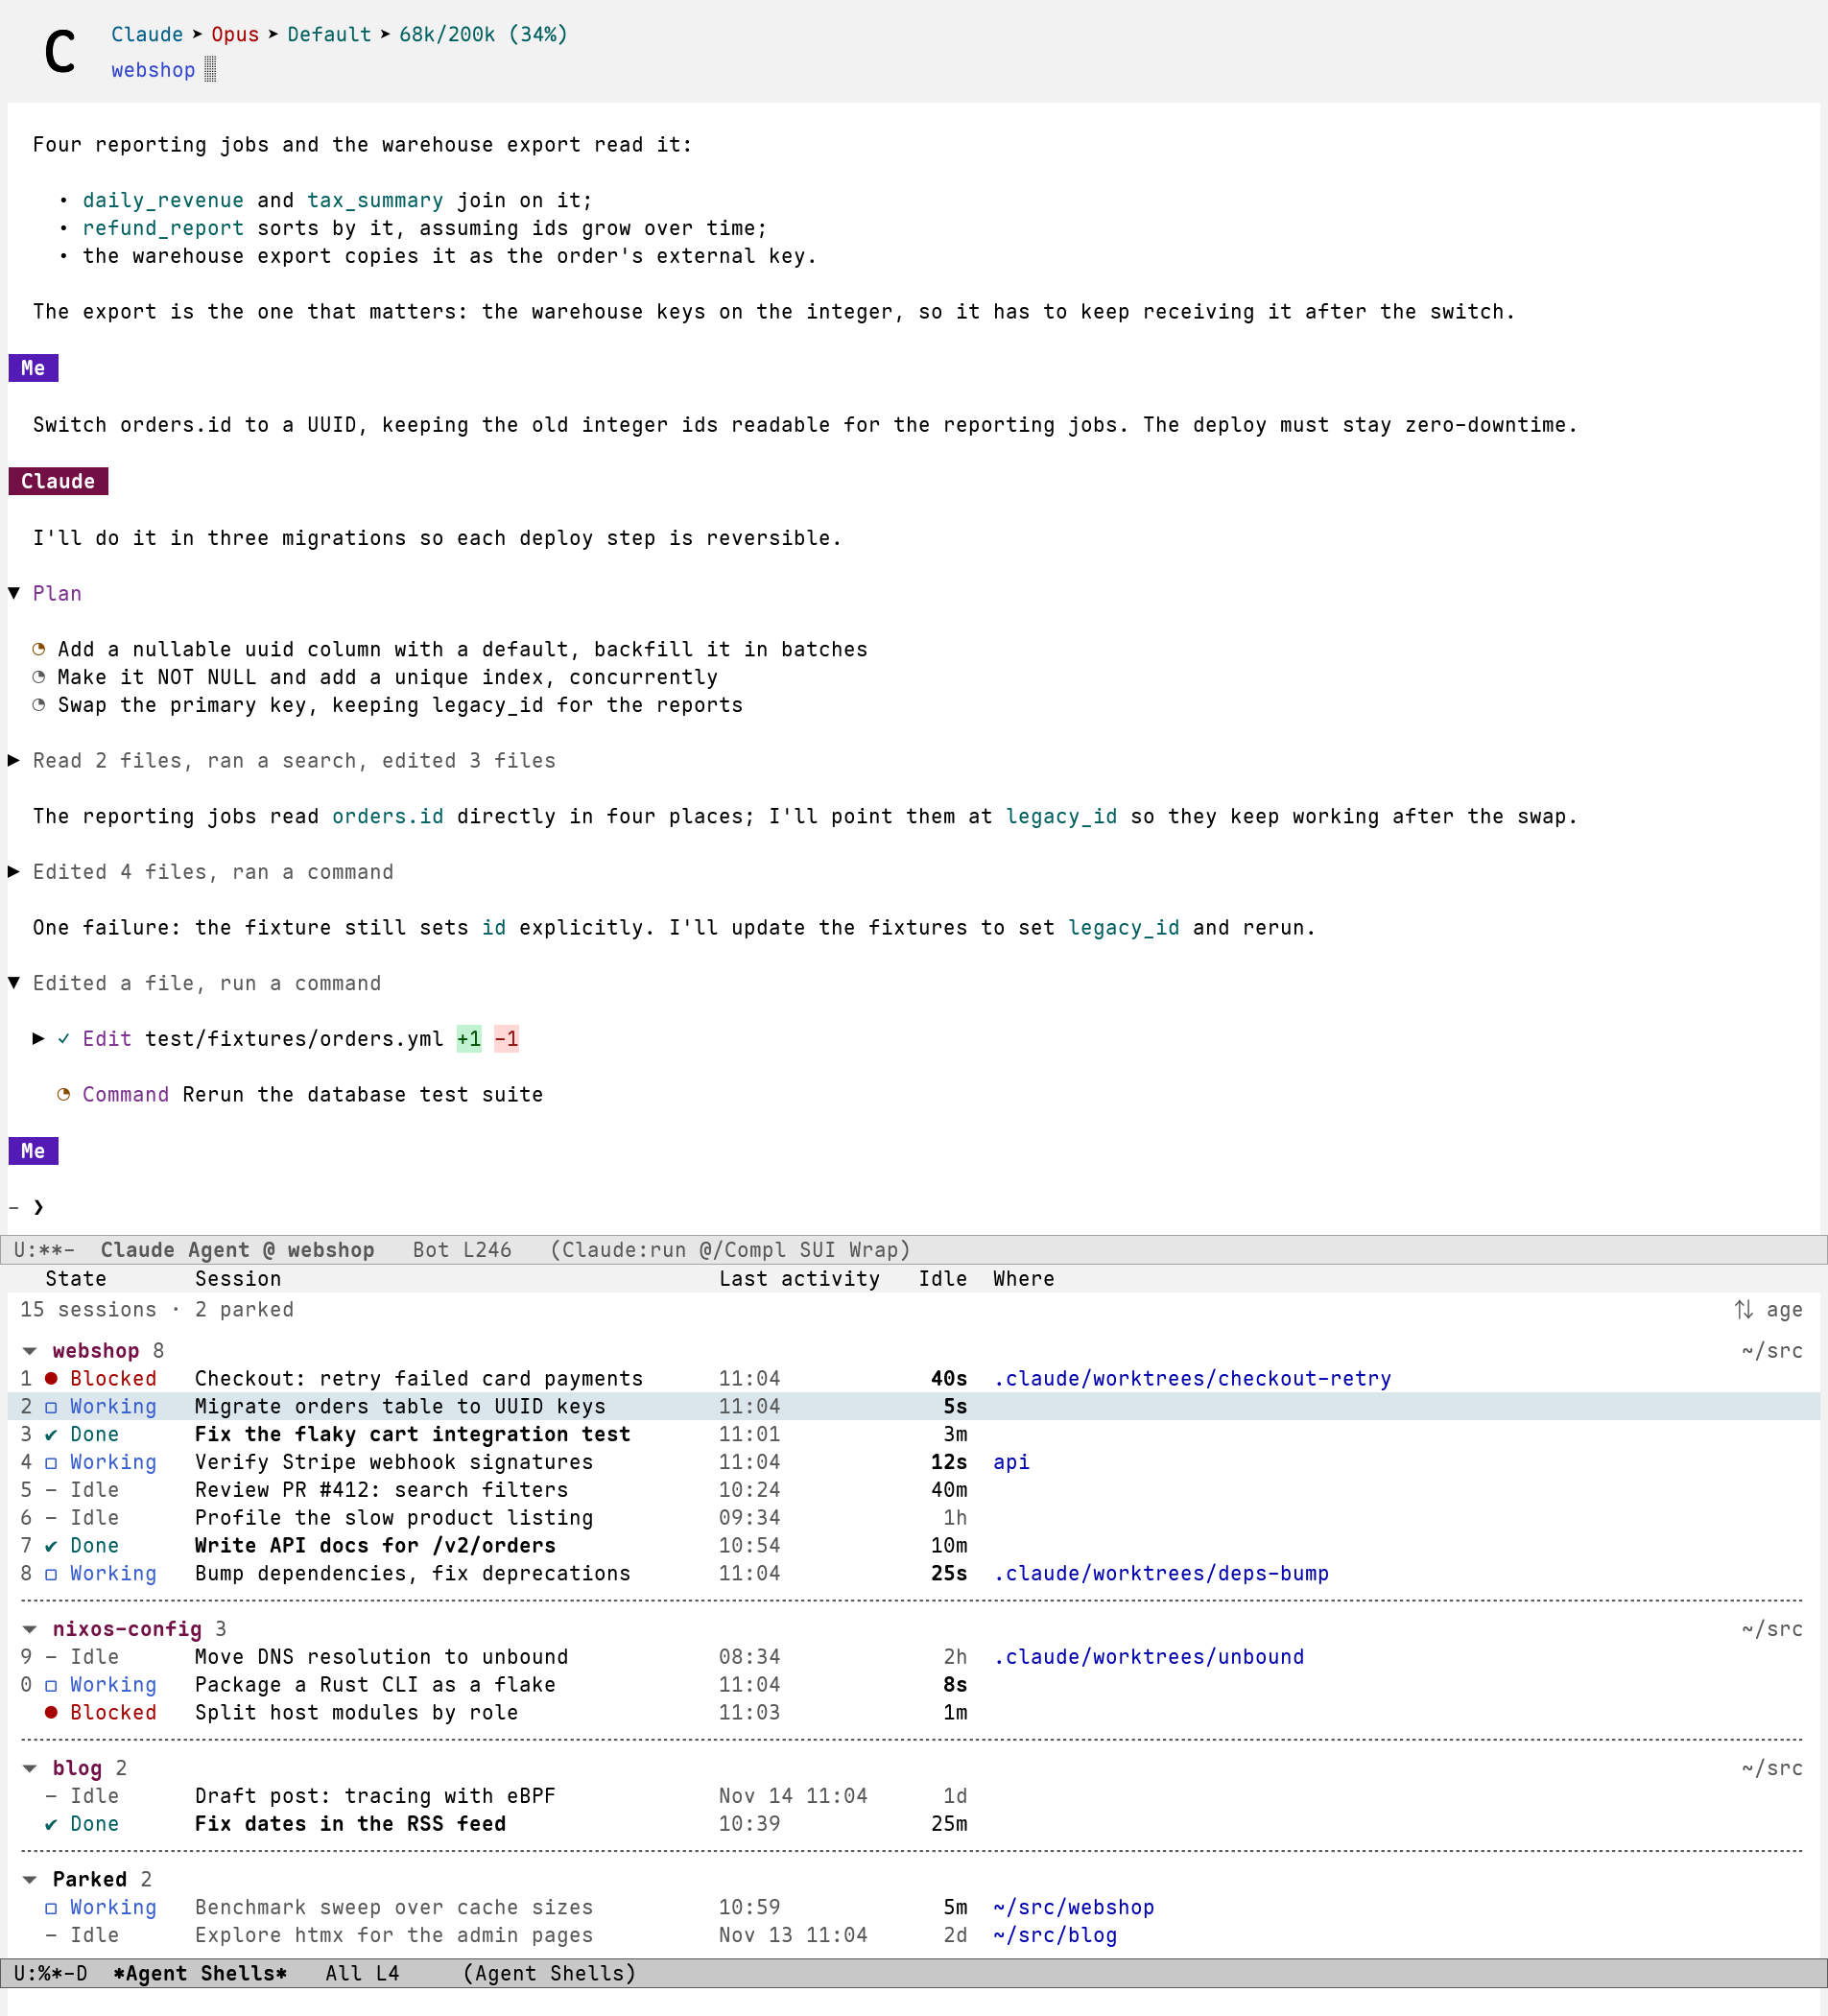 C Claude ➤ Opus ➤ Default ➤ 68k/200k (34%)
webshop ▒
Four reporting jobs and the warehouse export read it:
• daily_revenue and tax_summary join on it;
• refund_report sorts by it, assuming ids grow over time;
• the warehouse export copies it as the order's external key.
The export is the one that matters: the warehouse keys on the integer, so it has to keep receiving it after the switch.
Me
Switch orders.id to a UUID, keeping the old integer ids readable for the reporting jobs. The deploy must stay zero-downtime.
Claude
I'll do it in three migrations so each deploy step is reversible.
▼ Plan
◔ Add a nullable uuid column with a default, backfill it in batches
◔ Make it NOT NULL and add a unique index, concurrently
◔ Swap the primary key, keeping legacy_id for the reports
▶ Read 2 files, ran a search, edited 3 files
The reporting jobs read orders.id directly in four places; I'll point them at legacy_id so they keep working after the swap.
▶ Edited 4 files, ran a command
One failure: the fixture still sets id explicitly. I'll update the fixtures to set legacy_id and rerun.
▼ Edited a file, run a command
▶ ✓ Edit test/fixtures/orders.yml +1 -1
◔ Command Rerun the database test suite
Me
- ❯
U:**-  Claude Agent @ webshop   Bot L246   (Claude:run @/Compl SUI Wrap)
State Session Last activity Idle Where
15 sessions · 2 parked ⇅ age
▼ webshop 8 ~/src
1 ● Blocked Checkout: retry failed card payments 11:04 40s .claude/worktrees/checkout-retry
2 ◻ Working Migrate orders table to UUID keys 11:04 5s
3 ✔ Done Fix the flaky cart integration test 11:01 3m
4 ◻ Working Verify Stripe webhook signatures 11:04 12s api
5 - Idle Review PR #412: search filters 10:24 40m
6 - Idle Profile the slow product listing 09:34 1h
7 ✔ Done Write API docs for /v2/orders 10:54 10m
8 ◻ Working Bump dependencies, fix deprecations 11:04 25s .claude/worktrees/deps-bump
▼ nixos-config 3 ~/src
9 - Idle Move DNS resolution to unbound 08:34 2h .claude/worktrees/unbound
0 ◻ Working Package a Rust CLI as a flake 11:04 8s
● Blocked Split host modules by role 11:03 1m
▼ blog 2 ~/src
- Idle Draft post: tracing with eBPF Nov 14 11:04 1d
✔ Done Fix dates in the RSS feed 10:39 25m
▼ Parked 2
◻ Working Benchmark sweep over cache sizes 10:59 5m ~/src/webshop
- Idle Explore htmx for the admin pages Nov 13 11:04 2d ~/src/blog
U:%*-D  *Agent Shells*   All L4     (Agent Shells)